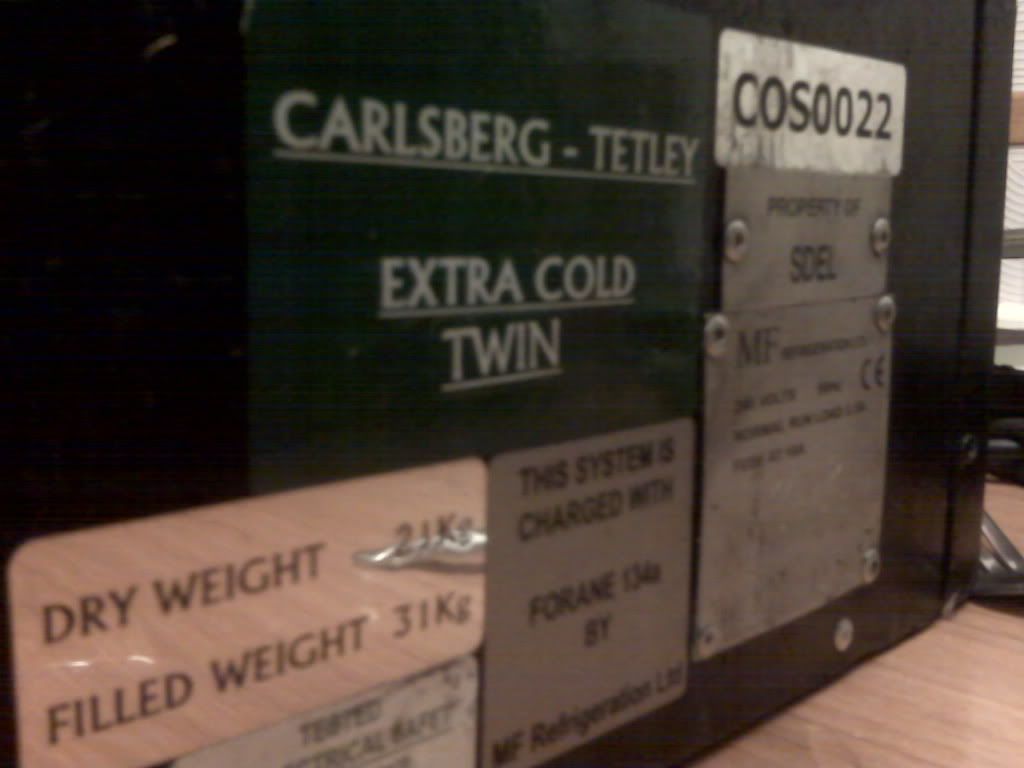 CARLSBERG - TETLEY
EXTRA COLD
TWIN
COS0022
PROPERTY OF
SDEL
MF REFRIGERATION
CE
DRY WEIGHT 21Kg
FILLED WEIGHT 31Kg
THIS SYSTEM IS
CHARGED WITH
FORANE 134a
BY
MF Refrigeration Ltd
TESTED